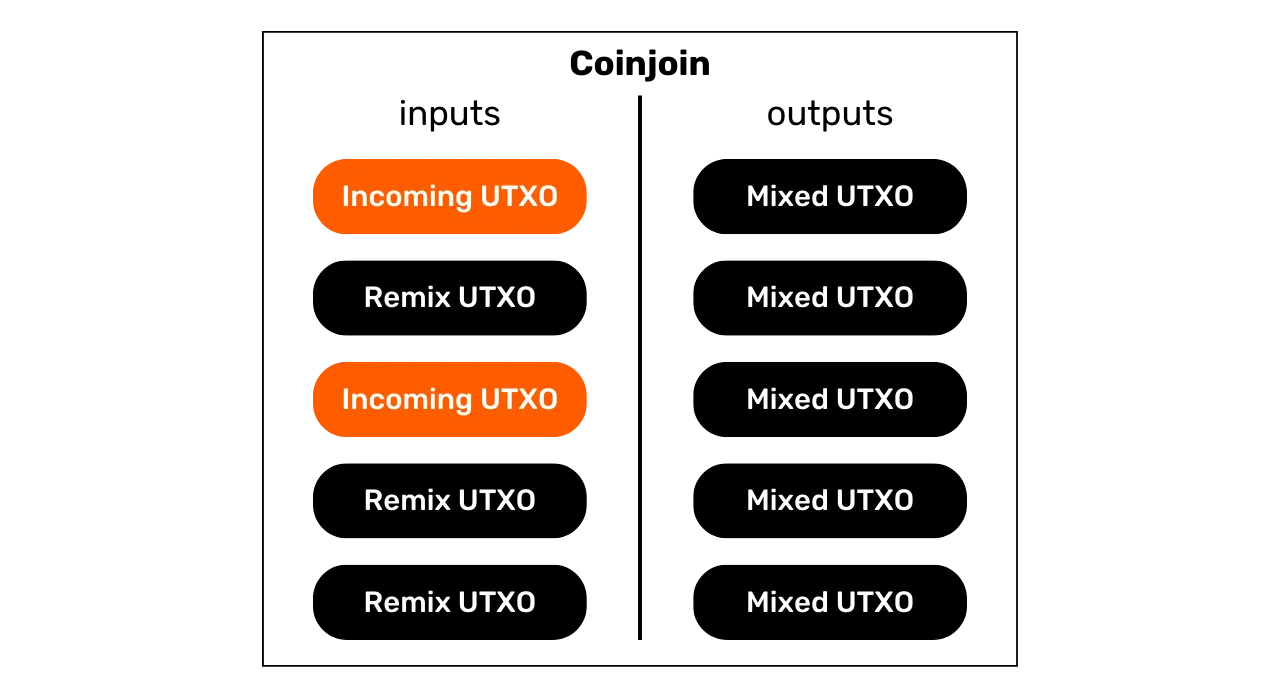 Coinjoin
inputs
outputs
Incoming UTXO
Mixed UTXO
Remix UTXO
Mixed UTXO
Incoming UTXO
Mixed UTXO
Remix UTXO
Mixed UTXO
Remix UTXO
Mixed UTXO